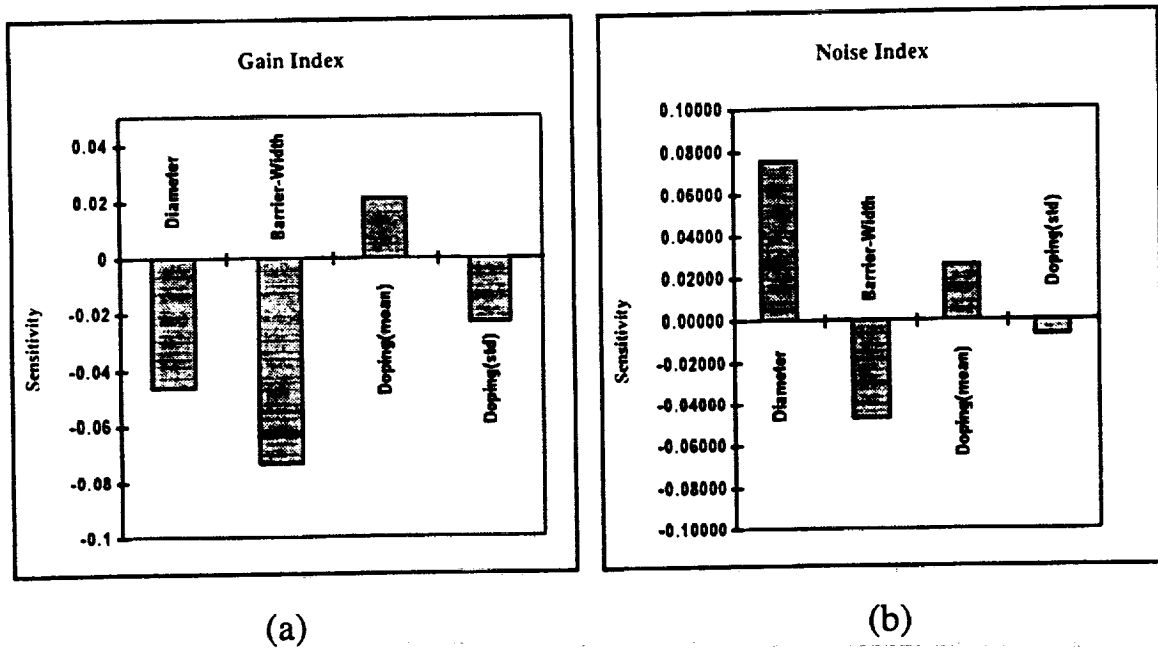 Gain Index
0.04
0.02
0
-0.02
-0.04
-0.06
-0.08
-0.1
Sensitivity
Diameter
Barrier-Width
Doping(mean)
Doping(std)
(a)
Noise Index
0.10000
0.08000
0.06000
0.04000
0.02000
0.00000
-0.02000
-0.04000
-0.06000
-0.08000
-0.10000
Sensitivity
Diameter
Barrier-Width
Doping(mean)
Doping(std)
(b)